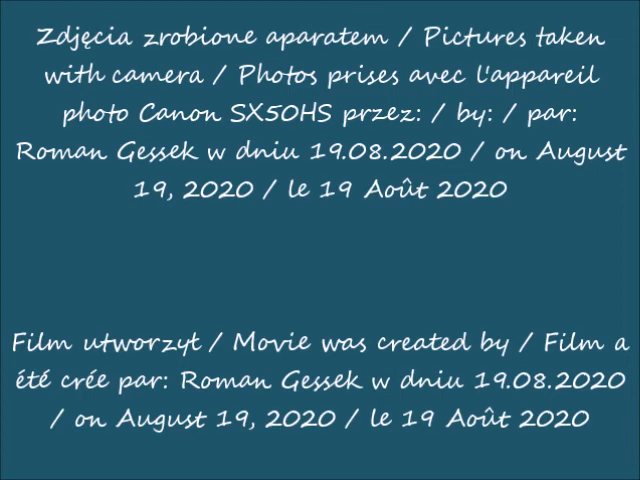 Zdjęcia zrobione aparatem / Pictures taken
with camera / Photos prises avec l'appareil
photo Canon SX50HS przez: / by: / par:
Roman Gessek w dniu 19.08.2020 / on August
19, 2020 / le 19 Août 2020
Film utworzył / Movie was created by / Film a
été crée par: Roman Gessek w dniu 19.08.2020
/ on August 19, 2020 / le 19 Août 2020